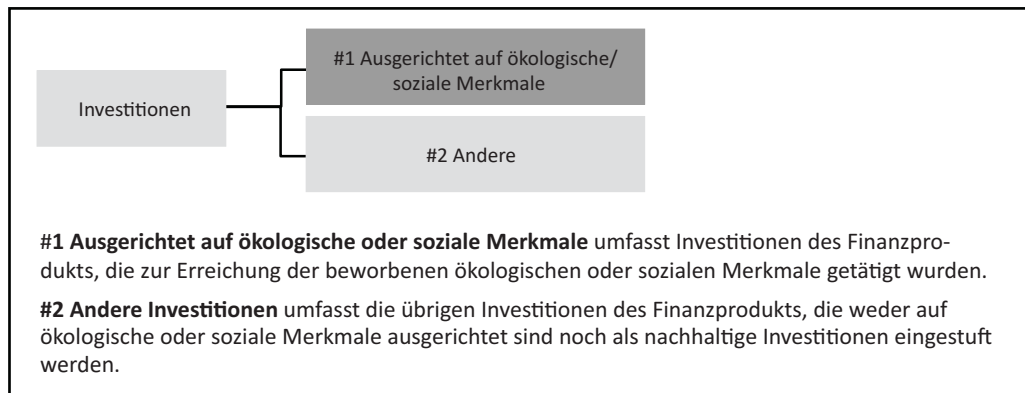 #1 Ausgerichtet auf ökologische/
soziale Merkmale
Investitionen
#2 Andere
#1 Ausgerichtet auf ökologische oder soziale Merkmale umfasst Investitionen des Finanzpro-
dukts, die zur Erreichung der beworbenen ökologischen oder sozialen Merkmale getätigt wurden.
#2 Andere Investitionen umfasst die übrigen Investitionen des Finanzprodukts, die weder auf
ökologische oder soziale Merkmale ausgerichtet sind noch als nachhaltige Investitionen eingestuft
werden.